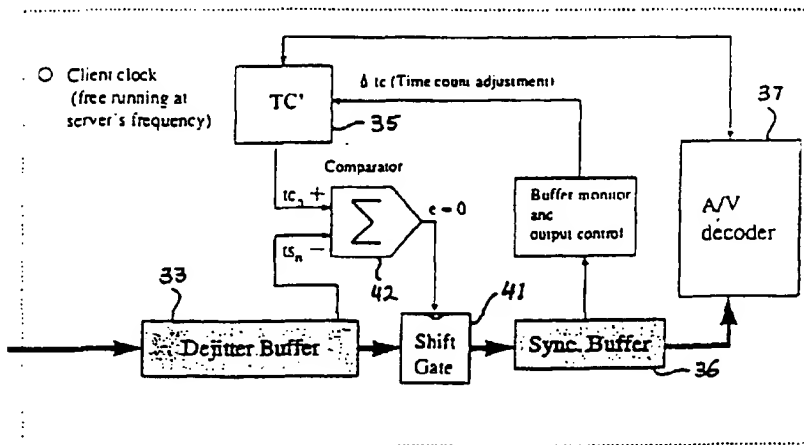 O Client clock
(free running at
server's frequency)
TC'
35
Δ tc (Time count adjustment)
37
Comparator
tc n +
ts n −
Σ
e = 0
42
Buffer monitor
and
output control
A/V
decoder
33
Dejitter Buffer
41
Shift
Gate
Sync. Buffer
36